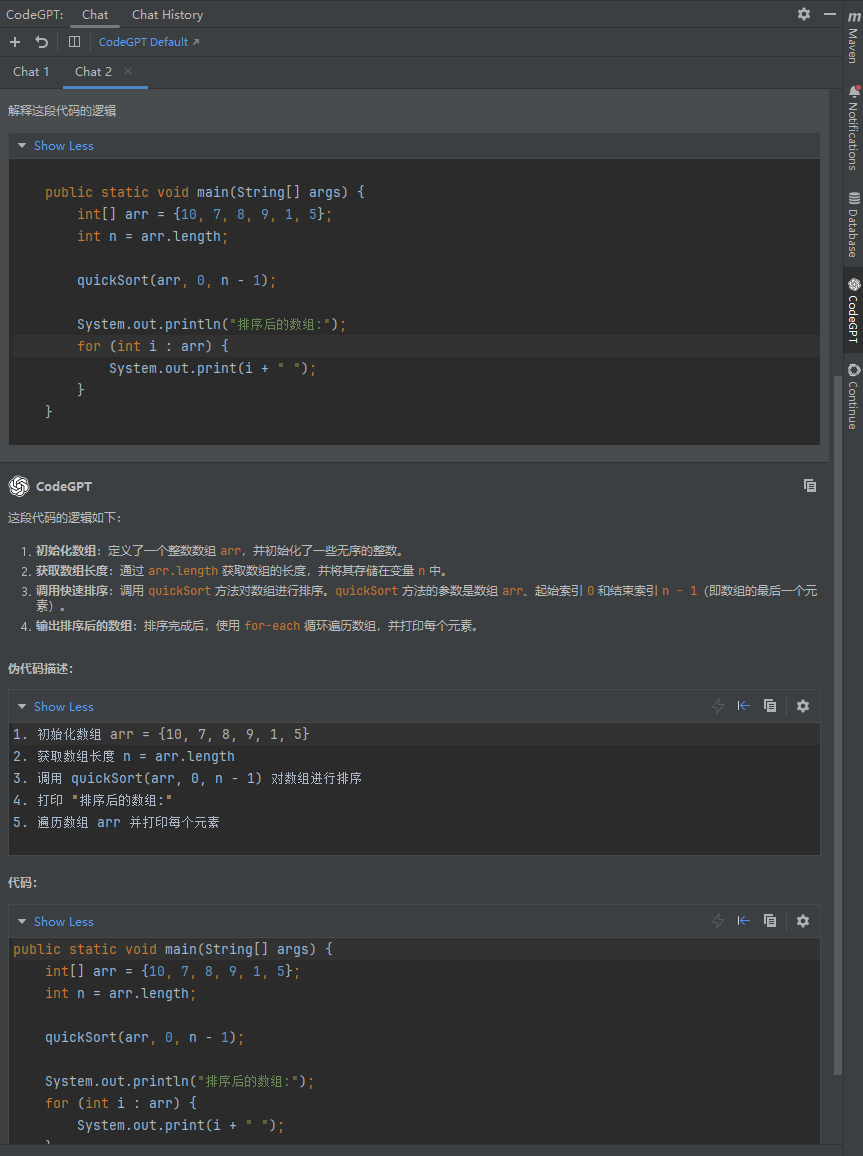 CodeGPT: Chat Chat History
CodeGPT Default ↗
Chat 1 Chat 2 ×
解释这段代码的逻辑
Show Less
public static void main(String[] args) {
    int[] arr = {10, 7, 8, 9, 1, 5};
    int n = arr.length;
    quickSort(arr, 0, n - 1);
    System.out.println("排序后的数组:");
    for (int i : arr) {
        System.out.print(i + " ");
    }
}
CodeGPT
这段代码的逻辑如下：
1. 初始化数组：定义了一个整数数组 arr，并初始化了一些无序的整数。
2. 获取数组长度：通过 arr.length 获取数组的长度，并将其存储在变量 n 中。
3. 调用快速排序：调用 quickSort 方法对数组进行排序。quickSort 方法的参数是数组 arr、起始索引 0 和结束索引 n - 1（即数组的最后一个元
素）。
4. 输出排序后的数组：排序完成后，使用 for-each 循环遍历数组，并打印每个元素。
伪代码描述：
Show Less
1. 初始化数组 arr = {10, 7, 8, 9, 1, 5}
2. 获取数组长度 n = arr.length
3. 调用 quickSort(arr, 0, n - 1) 对数组进行排序
4. 打印 "排序后的数组:"
5. 遍历数组 arr 并打印每个元素
代码：
Show Less
public static void main(String[] args) {
    int[] arr = {10, 7, 8, 9, 1, 5};
    int n = arr.length;
    quickSort(arr, 0, n - 1);
    System.out.println("排序后的数组:");
    for (int i : arr) {
        System.out.print(i + " ");
m Maven
Notifications
Database
CodeGPT
Continue